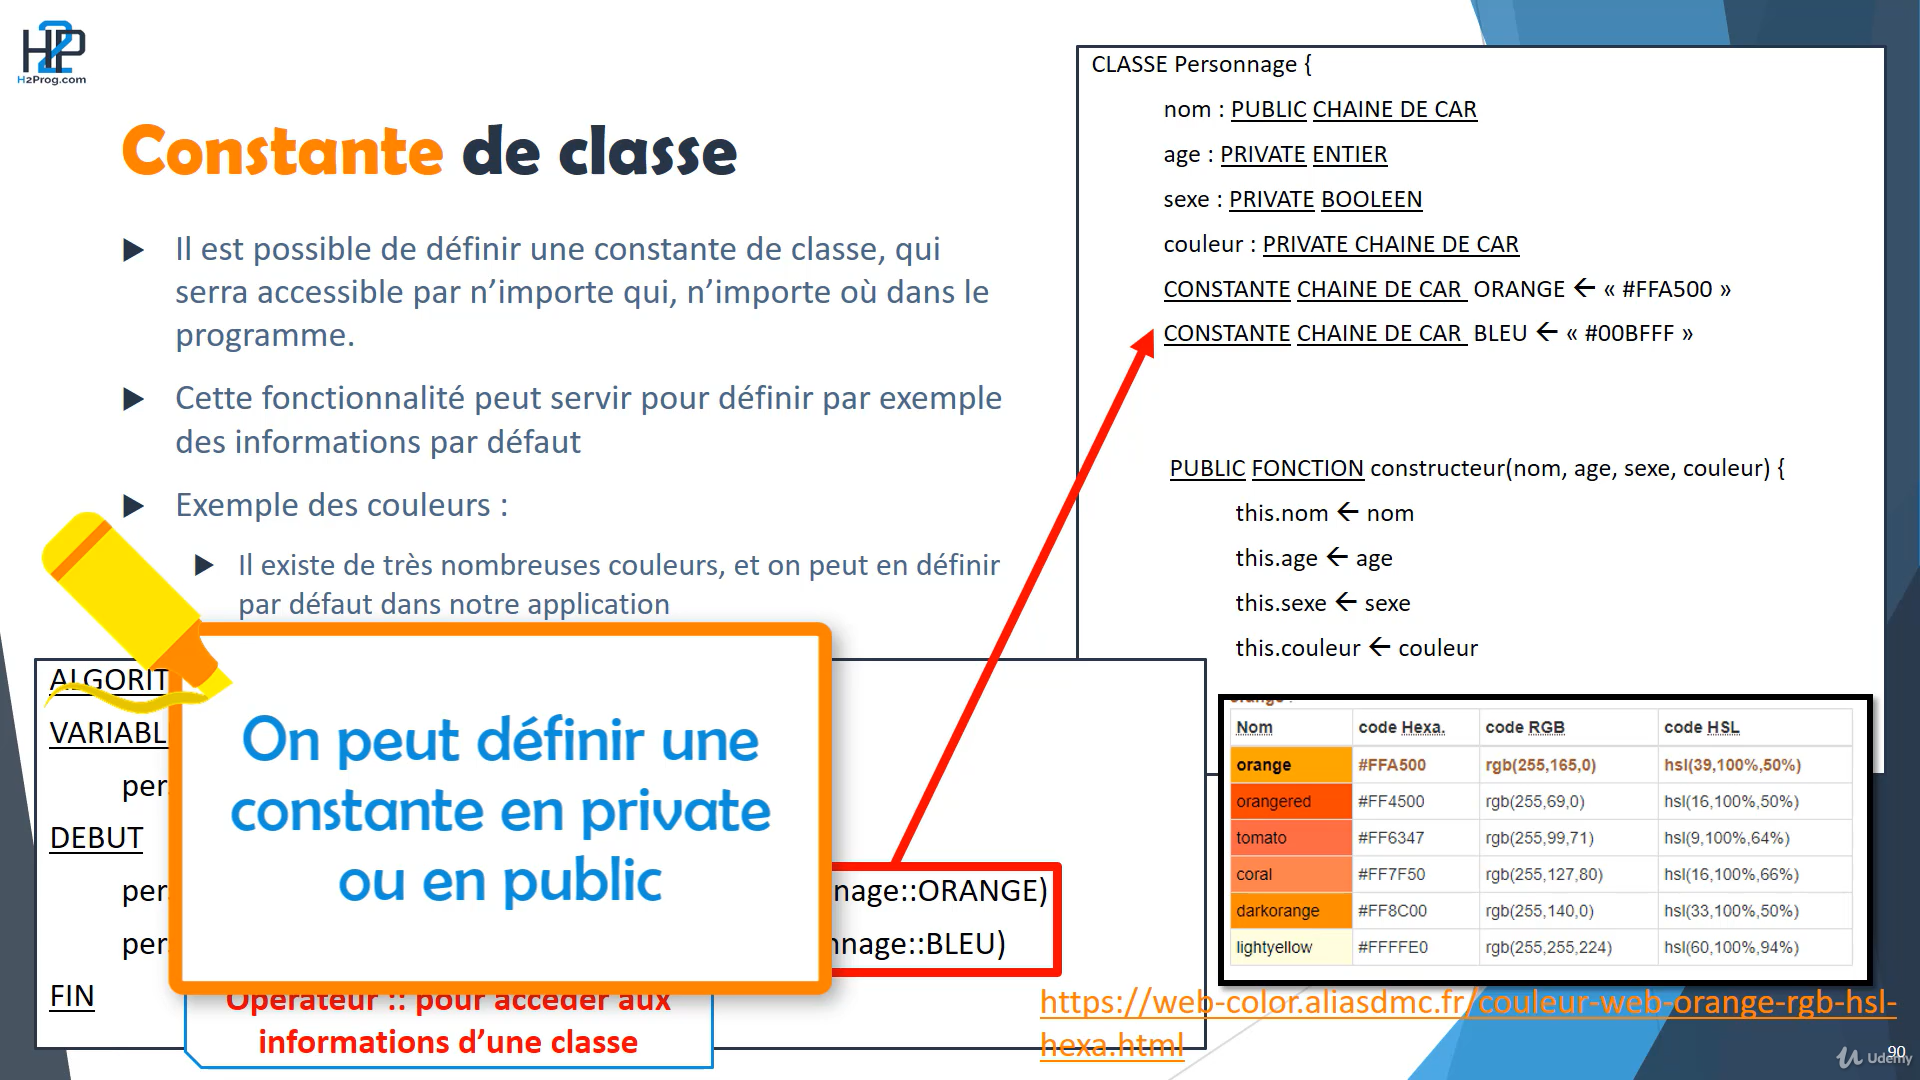 H2P
H2Prog.com
Constante de classe
Il est possible de définir une constante de classe, qui
serra accessible par n’importe qui, n’importe où dans le
programme.
Cette fonctionnalité peut servir pour définir par exemple
des informations par défaut
Exemple des couleurs :
Il existe de très nombreuses couleurs, et on peut en définir
par défaut dans notre application
CLASSE Personnage {
nom : PUBLIC CHAINE DE CAR
age : PRIVATE ENTIER
sexe : PRIVATE BOOLEEN
couleur : PRIVATE CHAINE DE CAR
CONSTANTE CHAINE DE CAR ORANGE 🡨 « #FFA500 »
CONSTANTE CHAINE DE CAR BLEU 🡨 « #00BFFF »
PUBLIC FONCTION constructeur(nom, age, sexe, couleur) {
this.nom 🡨 nom
this.age 🡨 age
this.sexe 🡨 sexe
this.couleur 🡨 couleur
ALGORIT
VARIABL
per
DEBUT
per
nage::ORANGE)
per
nage::BLEU)
FIN
On peut définir une
constante en private
ou en public
Opérateur :: pour accéder aux
informations d’une classe
Nom code Hexa. code RGB code HSL
orange #FFA500 rgb(255,165,0) hsl(39,100%,50%)
orangered #FF4500 rgb(255,69,0) hsl(16,100%,50%)
tomato #FF6347 rgb(255,99,71) hsl(9,100%,64%)
coral #FF7F50 rgb(255,127,80) hsl(16,100%,66%)
darkorange #FF8C00 rgb(255,140,0) hsl(33,100%,50%)
lightyellow #FFFFE0 rgb(255,255,224) hsl(60,100%,94%)
https://web-color.aliasdmc.fr/couleur-web-orange-rgb-hsl-
hexa.html
90
Udemy